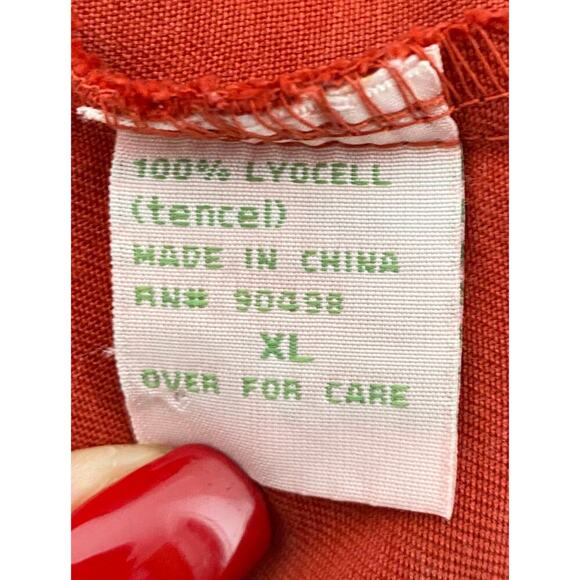 100% LYOCELL
(tencel)
MADE IN CHINA
RN# 90498
XL
OVER FOR CARE